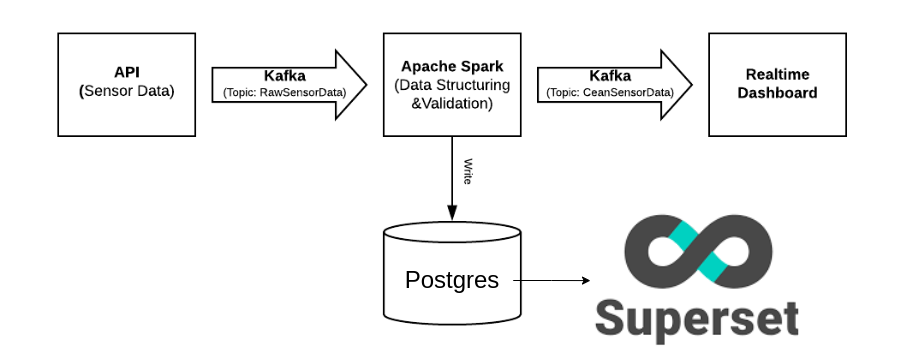 API
(Sensor Data)
Kafka
(Topic: RawSensorData)
Apache Spark
(Data Structuring
&Validation)
Kafka
(Topic: CeanSensorData)
Realtime
Dashboard
Write
Postgres
Superset